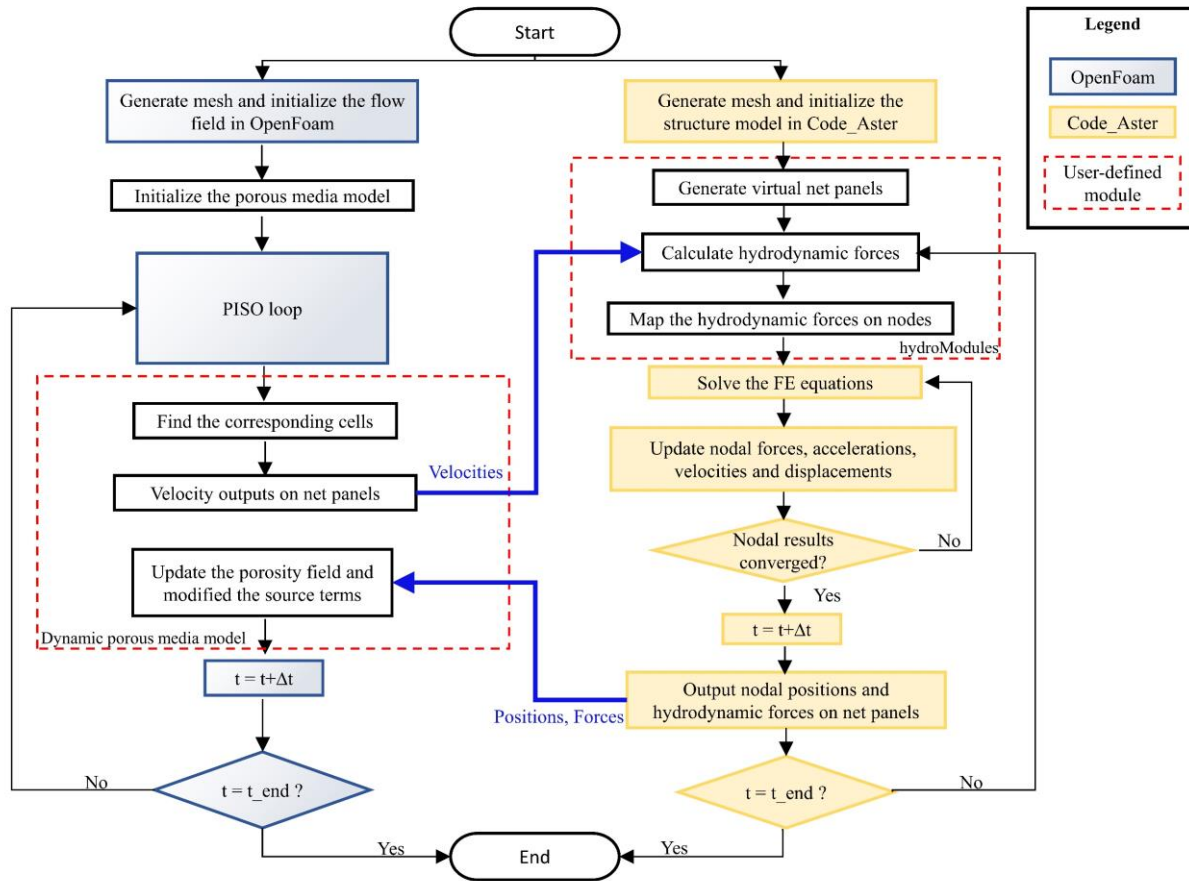 Start
Legend
OpenFoam
Code_Aster
User-defined
module
Generate mesh and initialize the flow
field in OpenFoam
Initialize the porous media model
PISO loop
Find the corresponding cells
Velocity outputs on net panels
Velocities
Update the porosity field and
modified the source terms
Dynamic porous media model
t = t+Δt
No
t = t_end ?
Yes
Generate mesh and initialize the
structure model in Code_Aster
Generate virtual net panels
Calculate hydrodynamic forces
Map the hydrodynamic forces on nodes
hydroModules
Solve the FE equations
Update nodal forces, accelerations,
velocities and displacements
Nodal results
converged?
No
Yes
t = t+Δt
Output nodal positions and
hydrodynamic forces on net panels
Positions, Forces
t = t_end ?
No
Yes
End